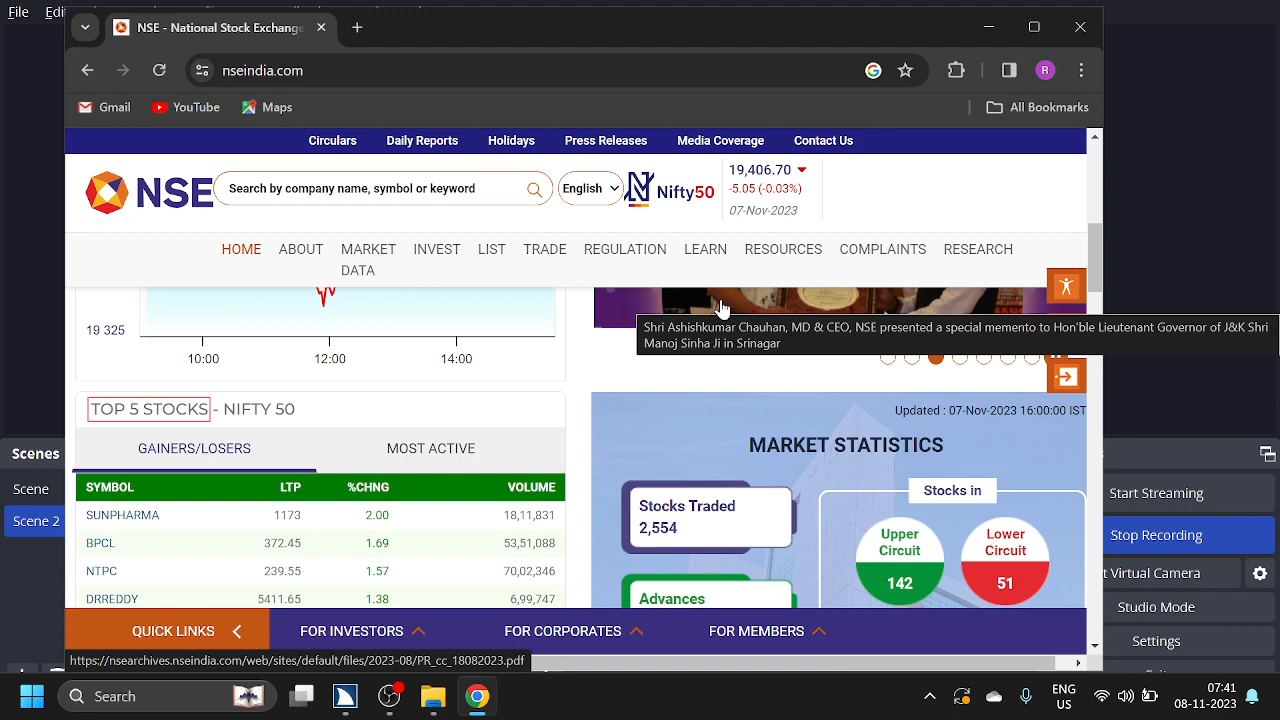 File
Edit
NSE - National Stock Exchange
nseindia.com
R
Gmail
YouTube
Maps
All Bookmarks
Circulars
Daily Reports
Holidays
Press Releases
Media Coverage
Contact Us
NSE
Search by company name, symbol or keyword
English
Nifty50
19,406.70
-5.05 (-0.03%)
07-Nov-2023
HOME
ABOUT
MARKET DATA
INVEST
LIST
TRADE
REGULATION
LEARN
RESOURCES
COMPLAINTS
RESEARCH
19 325
10:00
12:00
14:00
Shri Ashishkumar Chauhan, MD & CEO, NSE presented a special memento to Hon'ble Lieutenant Governor of J&K Shri
Manoj Sinha Ji in Srinagar
TOP 5 STOCKS - NIFTY 50
GAINERS/LOSERS
MOST ACTIVE
SYMBOL LTP %CHNG VOLUME
SUNPHARMA 1173 2.00 18,11,831
BPCL 372.45 1.69 53,51,088
NTPC 239.55 1.57 70,02,346
DRREDDY 5411.65 1.38 6,99,747
Updated : 07-Nov-2023 16:00:00 IST
MARKET STATISTICS
Stocks Traded
2,554
Advances
Stocks in
Upper
Circuit
142
Lower
Circuit
51
Scenes
Scene
Scene 2
Start Streaming
Stop Recording
t Virtual Camera
Studio Mode
Settings
QUICK LINKS
FOR INVESTORS
FOR CORPORATES
FOR MEMBERS
https://nsearchives.nseindia.com/web/sites/default/files/2023-08/PR_cc_18082023.pdf
Search
ENG
IN
07:41
08-11-2023